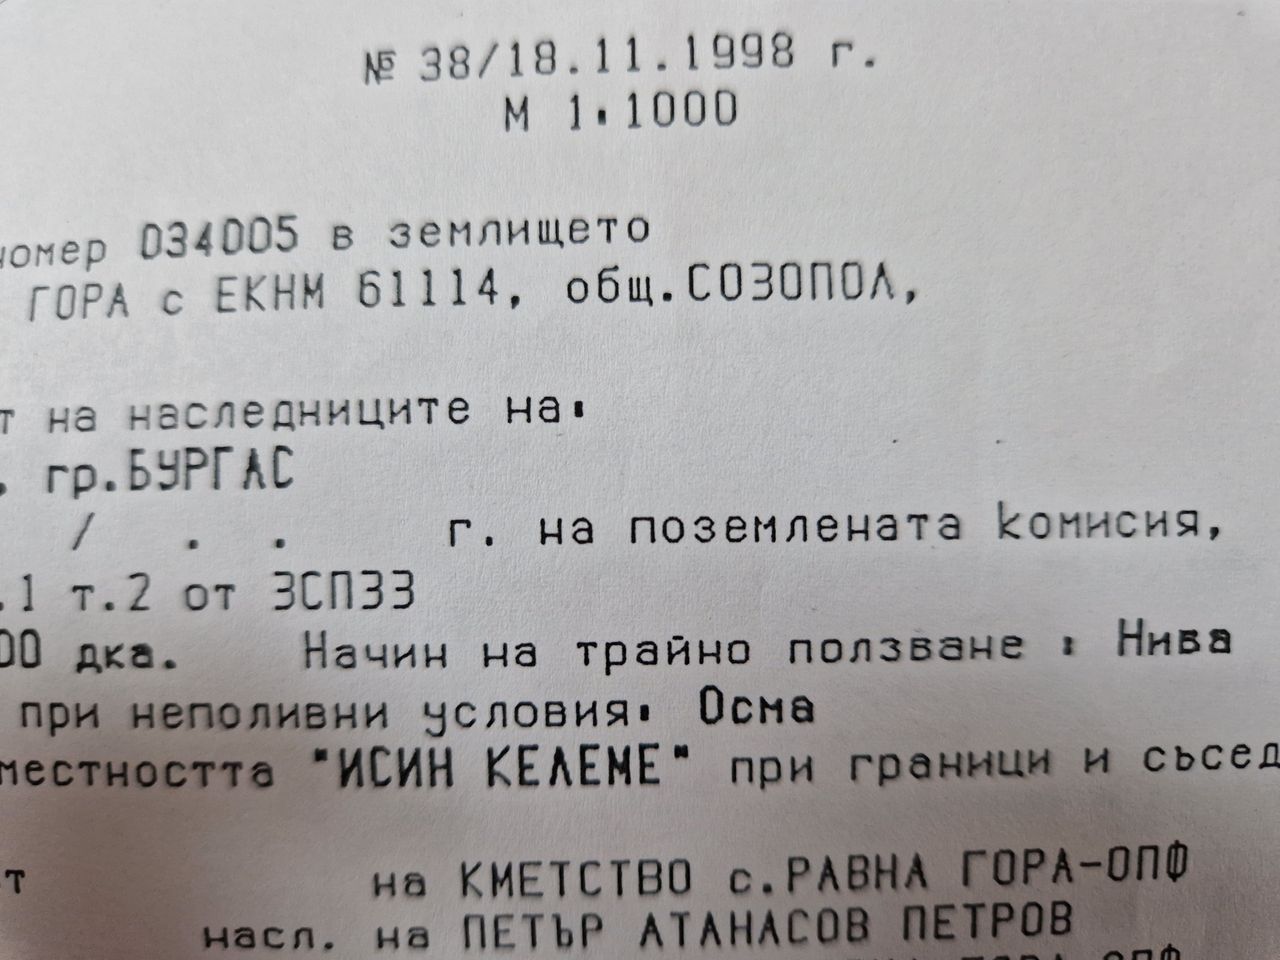 № 38/18.11.1998 г.
М 1:1000
номер 034005 в землището
ГОРА с ЕКНМ 61114, общ.СОЗОПОЛ,
т на наследниците на:
, гр.БУРГАС
/ . . г. на поземлената комисия,
.1 т.2 от ЗСПЗЗ
00 дка. Начин на трайно ползване : Нива
при неполивни условия: Осма
местността "ИСИН КЕЛЕМЕ" при граници и съсед
т на КМЕТСТВО с.РАВНА ГОРА-ОПФ
насл. на ПЕТЪР АТАНАСОВ ПЕТРОВ